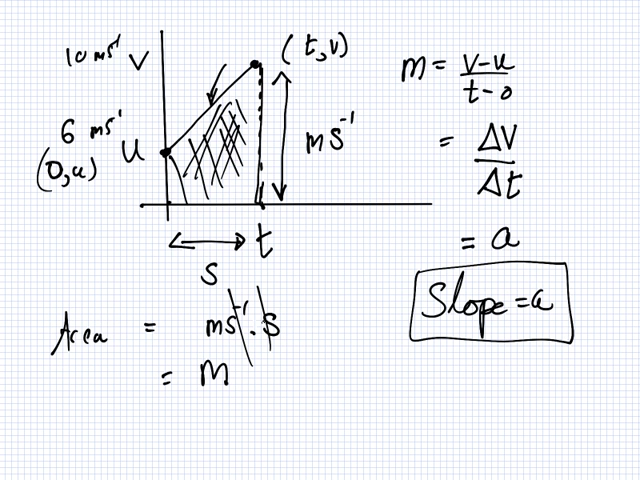 10 ms⁻¹ V
(t,v)
6 ms⁻¹
(0,u) u
ms⁻¹
t
s
m = v-u / t-0
= ΔV / Δt
= a
Slope = a
Area = ms⁻¹ . s
= m